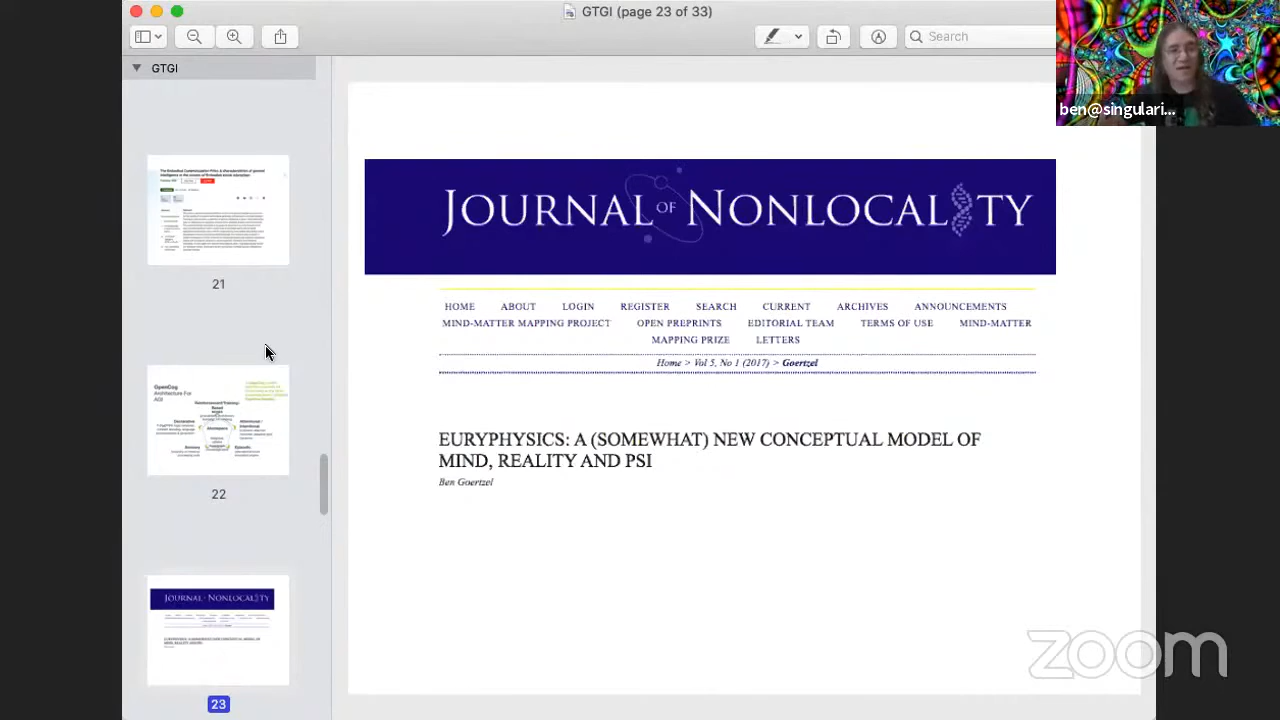 GTGI (page 23 of 33)
Search
ben@singulari...
GTGI
21
OpenCog
Architecture For
AGI
22
JOURNAL OF NONLOCALITY
23
JOURNAL OF NONLOCALITY
HOME ABOUT LOGIN REGISTER SEARCH CURRENT ARCHIVES ANNOUNCEMENTS
MIND-MATTER MAPPING PROJECT OPEN PREPRINTS EDITORIAL TEAM TERMS OF USE MIND-MATTER
MAPPING PRIZE LETTERS
Home > Vol 5, No 1 (2017) > Goertzel
EURYPHYSICS: A (SOMEWHAT) NEW CONCEPTUAL MODEL OF
MIND, REALITY AND PSI
Ben Goertzel
zoom